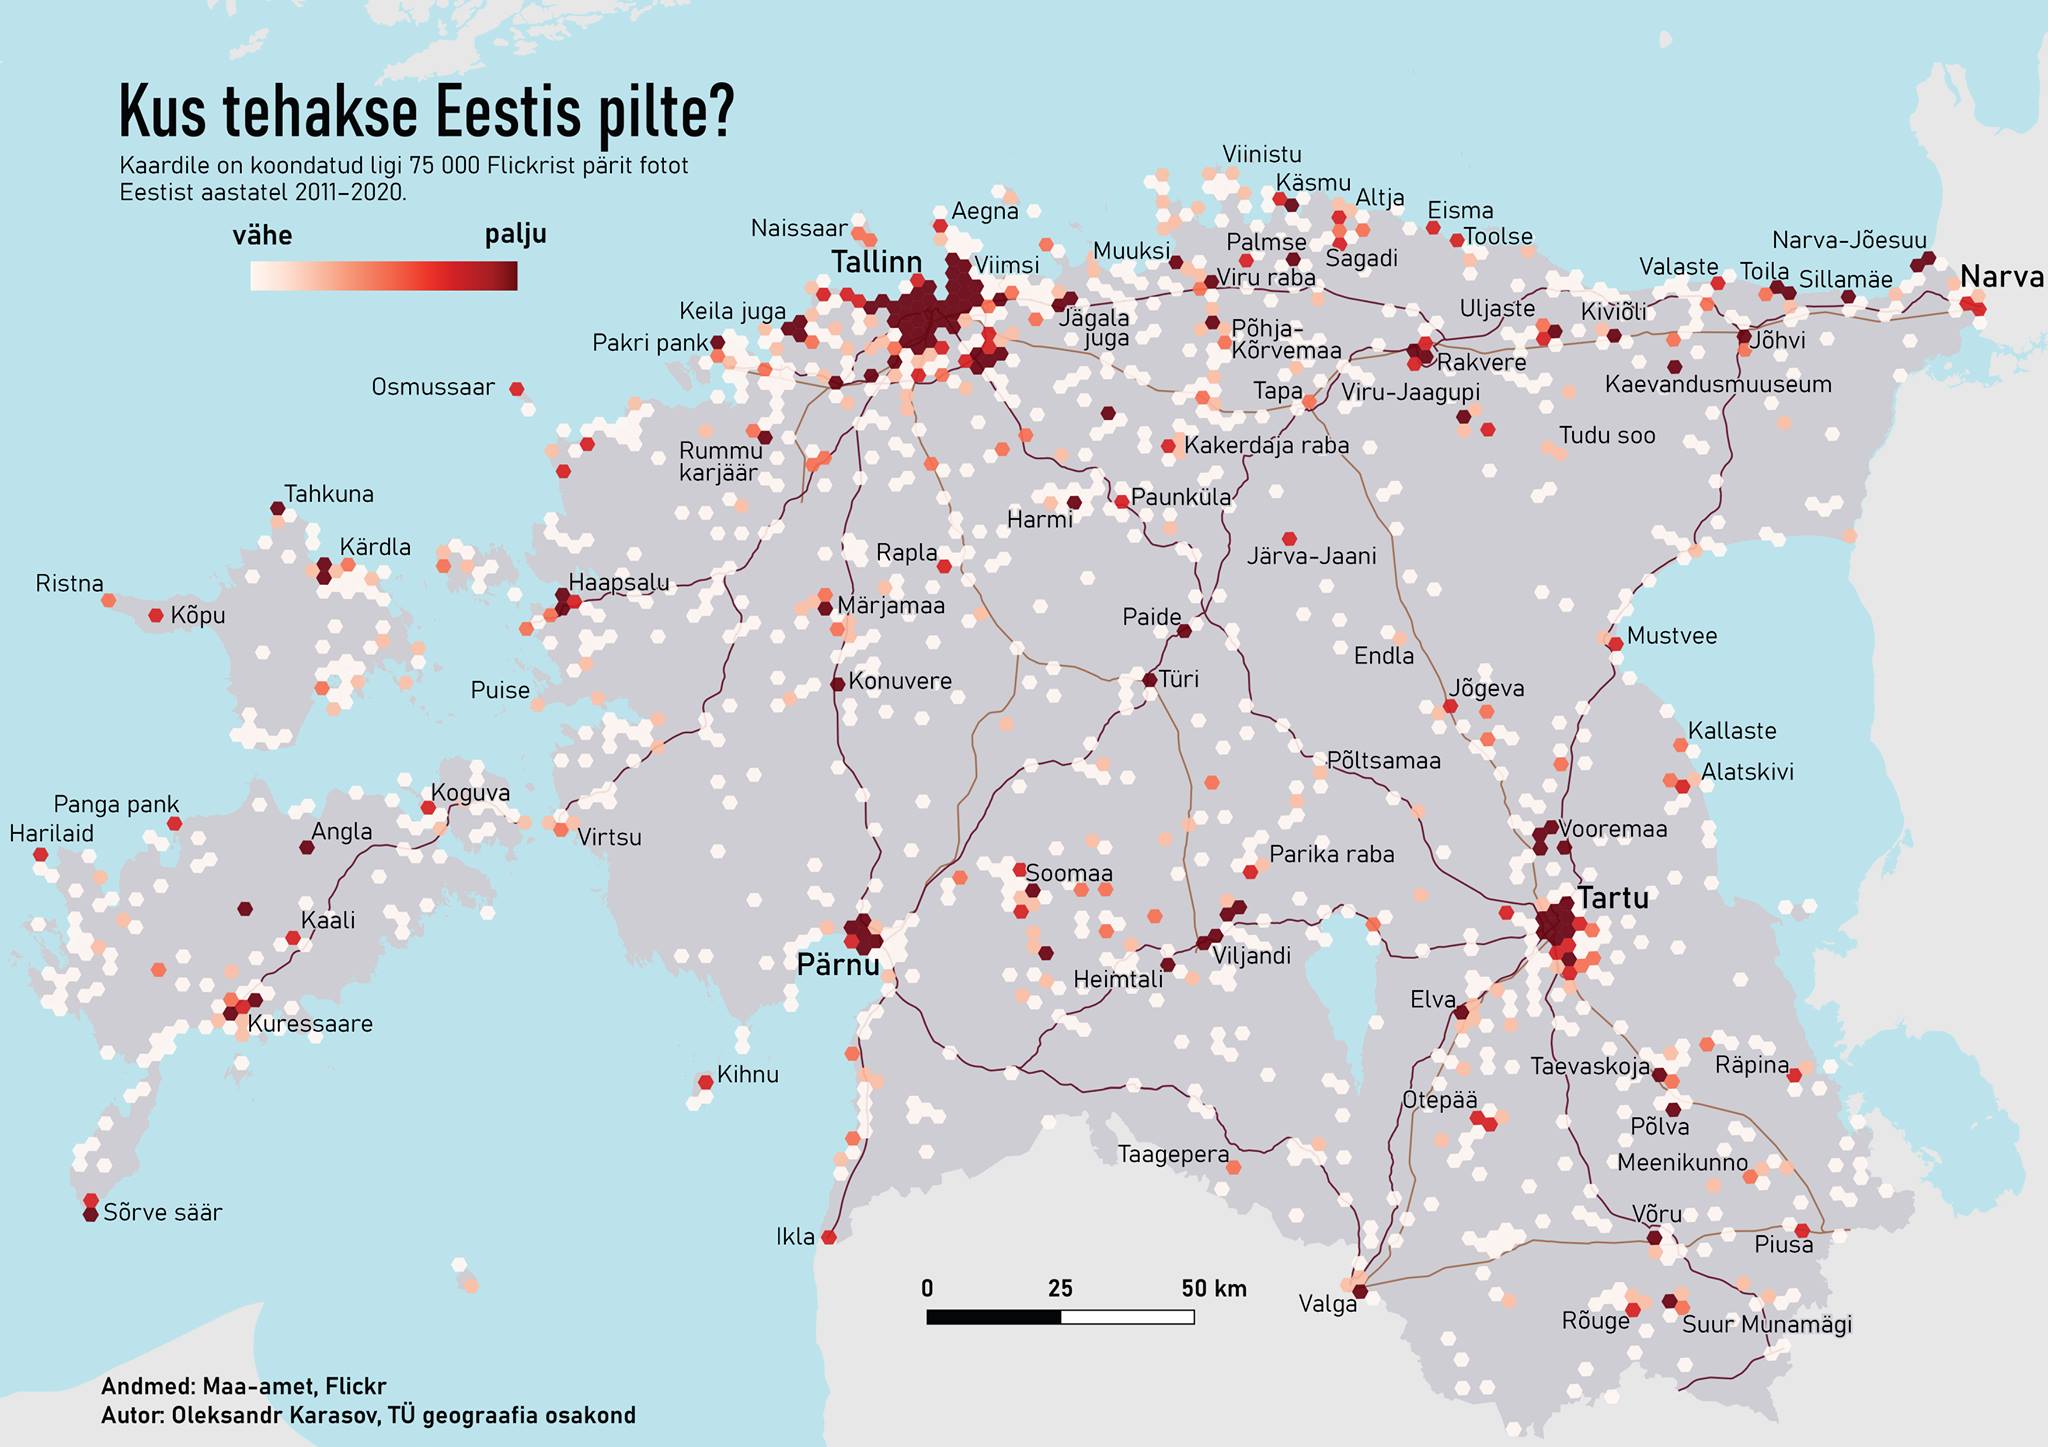 Kus tehakse Eestis pilte?
Kaardile on koondatud ligi 75 000 Flickrist pärit fotot
Eestist aastatel 2011–2020.
vähe
palju
Viinistu
Käsmu
Altja
Aegna
Eisma
Naissaar
Toolse
Palmse
Muuksi
Sagadi
Narva-Jõesuu
Tallinn
Viimsi
Valaste
Toila
Sillamäe
Narva
Viru raba
Keila juga
Uljaste
Kiviõli
Jägala
juga
Põhja-
Kõrvemaa
Pakri pank
Jõhvi
Rakvere
Osmussaar
Tapa
Viru-Jaagupi
Kaevandusmuuseum
Rummu
karjäär
Kakerdaja raba
Tudu soo
Tahkuna
Paunküla
Harmi
Kärdla
Rapla
Järva-Jaani
Ristna
Haapsalu
Kõpu
Märjamaa
Paide
Mustvee
Endla
Konuvere
Türi
Puise
Jõgeva
Kallaste
Põltsamaa
Alatskivi
Koguva
Panga pank
Harilaid
Angla
Virtsu
Vooremaa
Parika raba
Soomaa
Tartu
Kaali
Pärnu
Viljandi
Heimtali
Elva
Kuressaare
Kihnu
Taevaskoja
Räpina
Otepää
Põlva
Taagepera
Meenikunno
Sõrve säär
Võru
Ikla
Piusa
0
25
50 km
Valga
Rõuge
Suur Munamägi
Andmed: Maa-amet, Flickr
Autor: Oleksandr Karasov, TÜ geograafia osakond